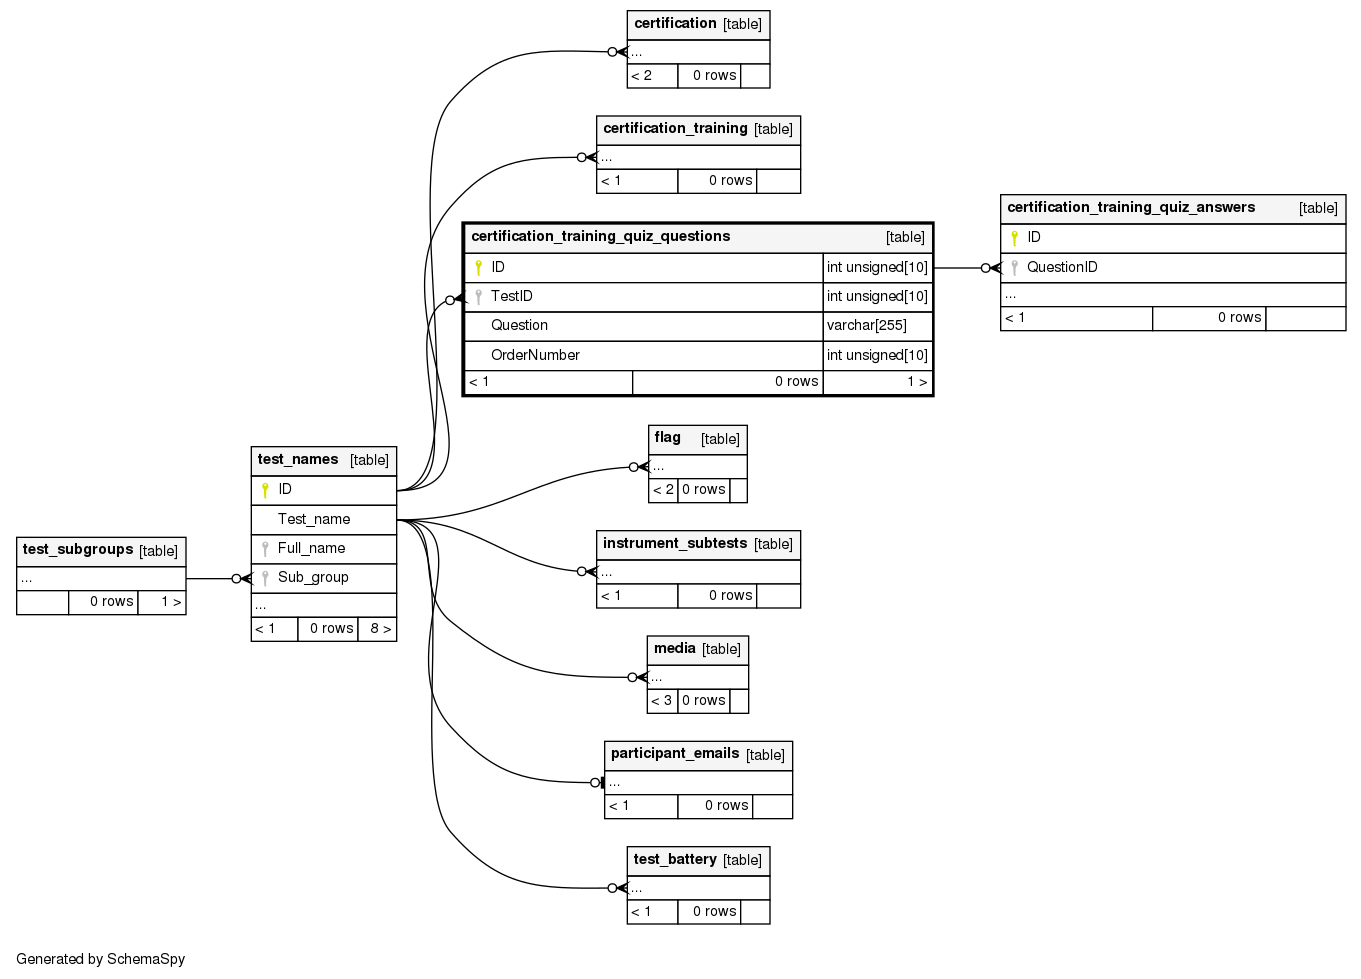 certification [table]
...
< 2 0 rows
certification_training [table]
...
< 1 0 rows
certification_training_quiz_questions [table]
ID int unsigned[10]
TestID int unsigned[10]
Question varchar[255]
OrderNumber int unsigned[10]
< 1 0 rows 1 >
certification_training_quiz_answers [table]
ID
QuestionID
...
< 1 0 rows
test_names [table]
ID
Test_name
Full_name
Sub_group
...
< 1 0 rows 8 >
test_subgroups [table]
...
0 rows 1 >
flag [table]
...
< 2 0 rows
instrument_subtests [table]
...
< 1 0 rows
media [table]
...
< 3 0 rows
participant_emails [table]
...
< 1 0 rows
test_battery [table]
...
< 1 0 rows
Generated by SchemaSpy